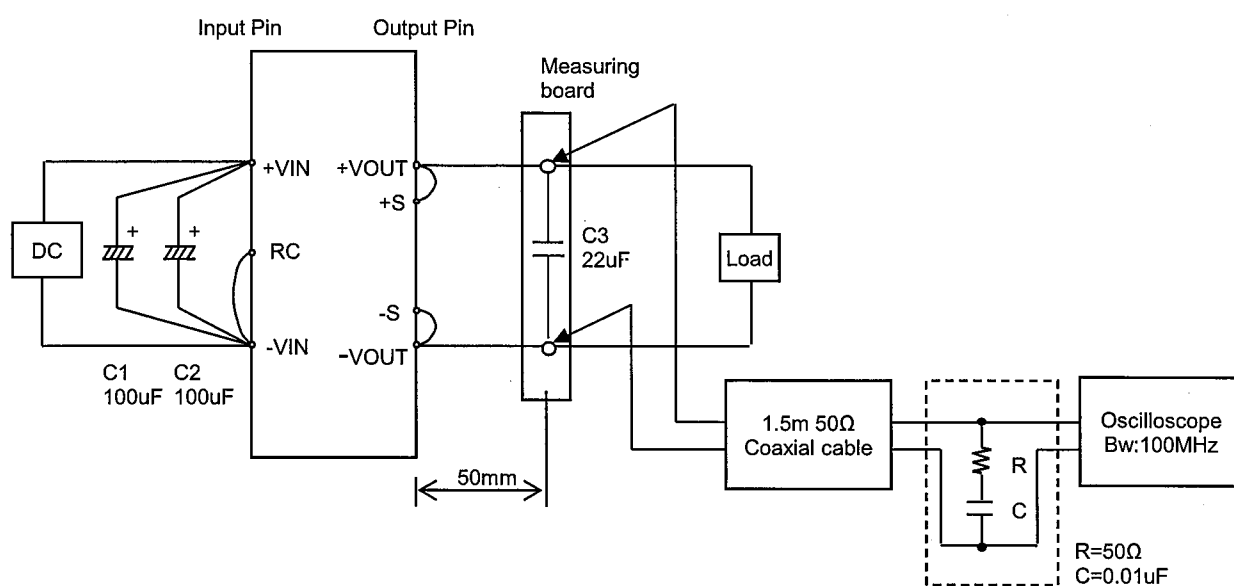 Input Pin
Output Pin
Measuring
board
+VIN
+VOUT
+S
DC
+
+
RC
C3
22uF
Load
-S
-VIN
-VOUT
C1
100uF
C2
100uF
50mm
1.5m 50Ω
Coaxial cable
R
C
Oscilloscope
Bw:100MHz
R=50Ω
C=0.01uF